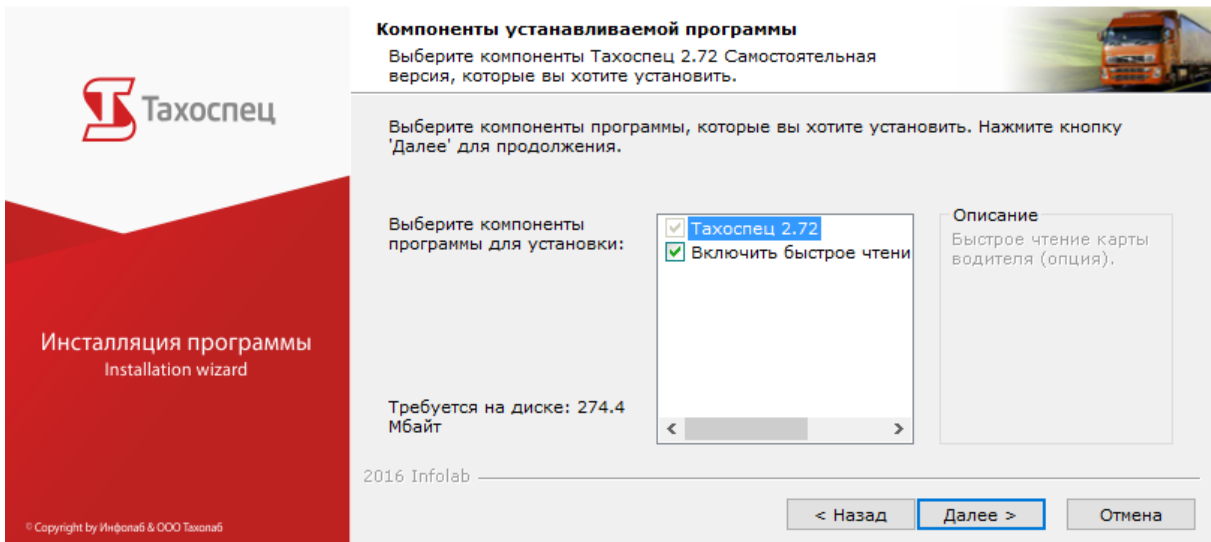 Тахоспец
Инсталляция программы
Installation wizard
© Copyright by Инфолаб & ООО Тахолаб
Компоненты устанавливаемой программы
Выберите компоненты Тахоспец 2.72 Самостоятельная
версия, которые вы хотите установить.
Выберите компоненты программы, которые вы хотите установить. Нажмите кнопку
'Далее' для продолжения.
Выберите компоненты
программы для установки:
Тахоспец 2.72
Включить быстрое чтени
Описание
Быстрое чтение карты
водителя (опция).
Требуется на диске: 274.4
Мбайт
2016 Infolab
< Назад
Далее >
Отмена